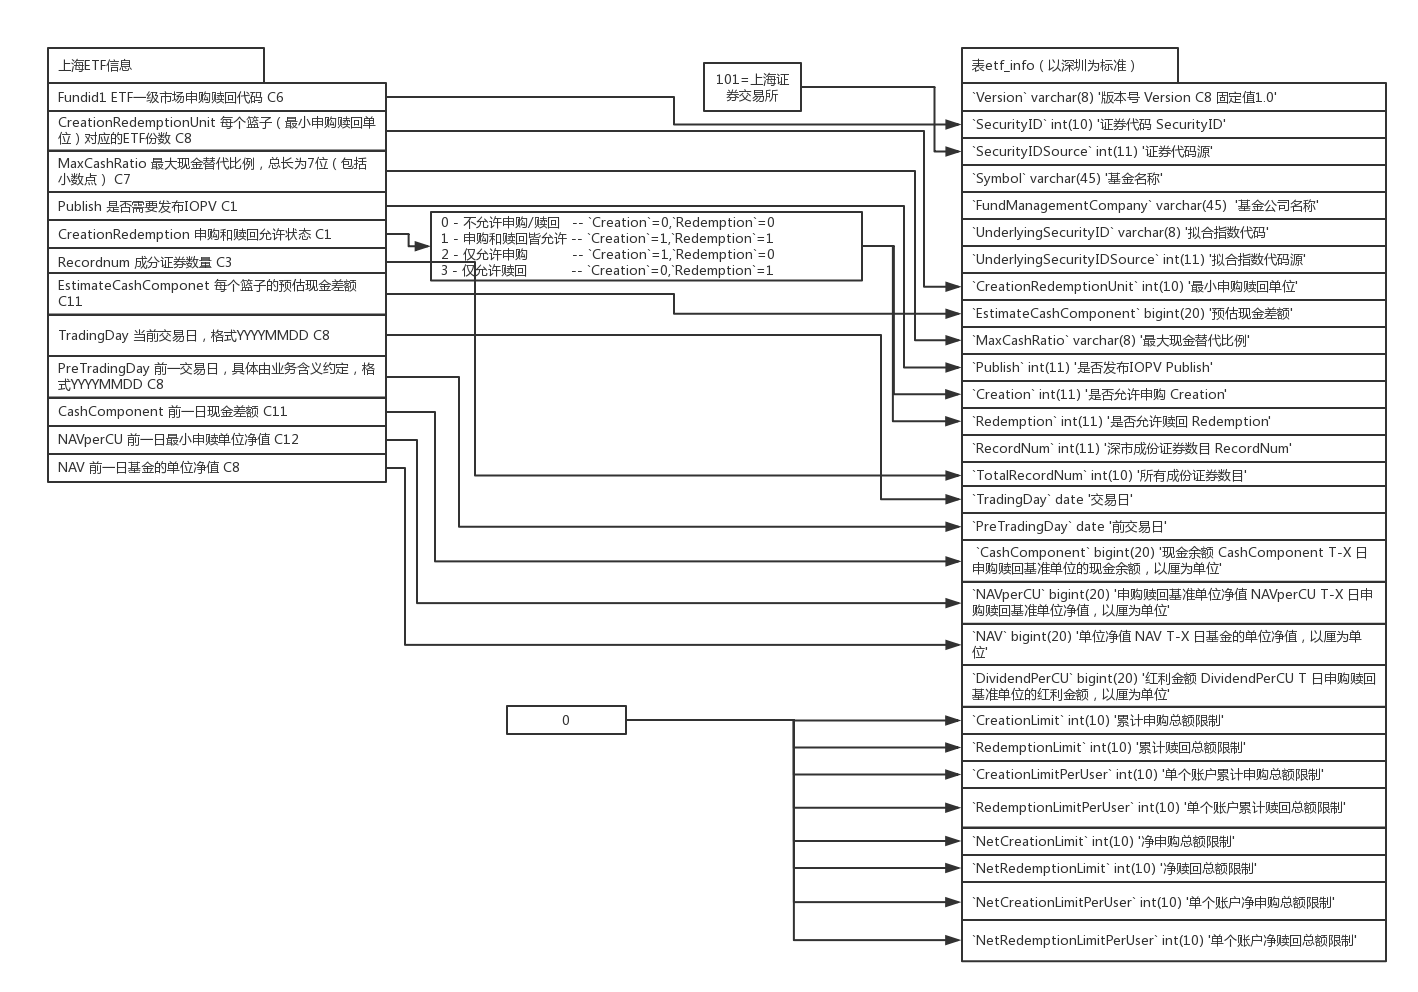 上海ETF信息
Fundid1 ETF一级市场申购赎回代码 C6
CreationRedemptionUnit 每个篮子（最小申购赎回单
位）对应的ETF份数 C8
MaxCashRatio 最大现金替代比例，总长为7位（包括
小数点） C7
Publish 是否需要发布IOPV C1
CreationRedemption 申购和赎回允许状态 C1
Recordnum 成分证券数量 C3
EstimateCashComponet 每个篮子的预估现金差额
C11
TradingDay 当前交易日，格式YYYYMMDD C8
PreTradingDay 前一交易日，具体由业务含义约定，格
式YYYYMMDD C8
CashComponent 前一日现金差额 C11
NAVperCU 前一日最小申赎单位净值 C12
NAV 前一日基金的单位净值 C8
101=上海证
券交易所
0 - 不允许申购/赎回 -- `Creation`=0,`Redemption`=0
1 - 申购和赎回皆允许 -- `Creation`=1,`Redemption`=1
2 - 仅允许申购 -- `Creation`=1,`Redemption`=0
3 - 仅允许赎回 -- `Creation`=0,`Redemption`=1
0
表etf_info（以深圳为标准）
`Version` varchar(8) '版本号 Version C8 固定值1.0'
`SecurityID` int(10) '证券代码 SecurityID'
`SecurityIDSource` int(11) '证券代码源'
`Symbol` varchar(45) '基金名称'
`FundManagementCompany` varchar(45) '基金公司名称'
`UnderlyingSecurityID` varchar(8) '拟合指数代码'
`UnderlyingSecurityIDSource` int(11) '拟合指数代码源'
`CreationRedemptionUnit` int(10) '最小申购赎回单位'
`EstimateCashComponent` bigint(20) '预估现金差额'
`MaxCashRatio` varchar(8) '最大现金替代比例'
`Publish` int(11) '是否发布IOPV Publish'
`Creation` int(11) '是否允许申购 Creation'
`Redemption` int(11) '是否允许赎回 Redemption'
`RecordNum` int(11) '深市成份证券数目 RecordNum'
`TotalRecordNum` int(10) '所有成份证券数目'
`TradingDay` date '交易日'
`PreTradingDay` date '前交易日'
`CashComponent` bigint(20) '现金余额 CashComponent T-X 日
申购赎回基准单位的现金余额，以厘为单位'
`NAVperCU` bigint(20) '申购赎回基准单位净值 NAVperCU T-X 日申
购赎回基准单位净值，以厘为单位'
`NAV` bigint(20) '单位净值 NAV T-X 日基金的单位净值，以厘为单
位'
`DividendPerCU` bigint(20) '红利金额 DividendPerCU T 日申购赎回
基准单位的红利金额，以厘为单位'
`CreationLimit` int(10) '累计申购总额限制'
`RedemptionLimit` int(10) '累计赎回总额限制'
`CreationLimitPerUser` int(10) '单个账户累计申购总额限制'
`RedemptionLimitPerUser` int(10) '单个账户累计赎回总额限制'
`NetCreationLimit` int(10) '净申购总额限制'
`NetRedemptionLimit` int(10) '净赎回总额限制'
`NetCreationLimitPerUser` int(10) '单个账户净申购总额限制'
`NetRedemptionLimitPerUser` int(10) '单个账户净赎回总额限制'